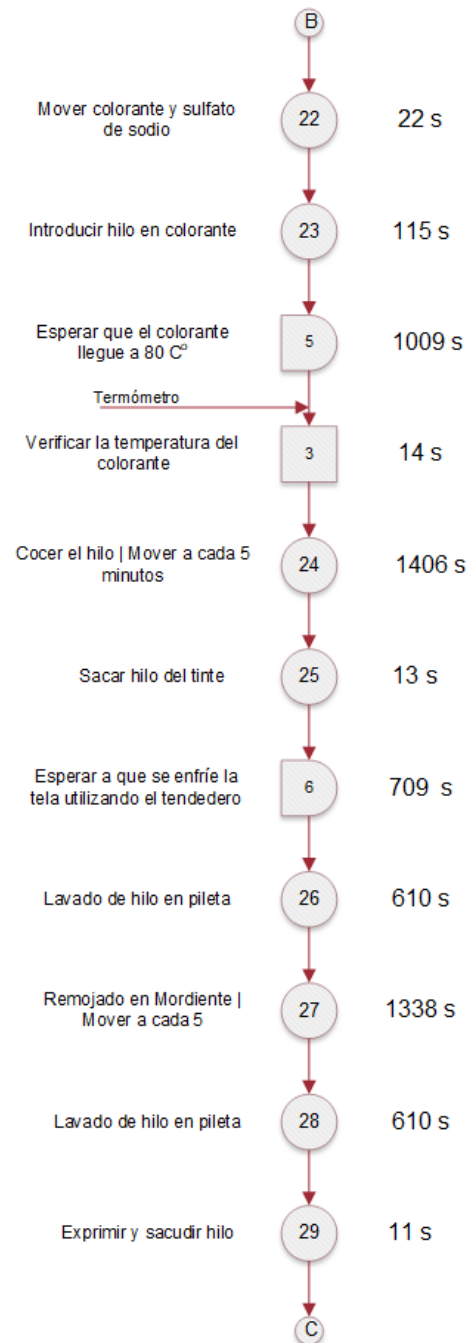 B
Mover colorante y sulfato
de sodio
22
22 s
Introducir hilo en colorante
23
115 s
Esperar que el colorante
llegue a 80 Cº
5
1009 s
Termómetro
Verificar la temperatura del
colorante
3
14 s
Cocer el hilo | Mover a cada 5
minutos
24
1406 s
Sacar hilo del tinte
25
13 s
Esperar a que se enfríe la
tela utilizando el tendedero
6
709 s
Lavado de hilo en pileta
26
610 s
Remojado en Mordiente |
Mover a cada 5
27
1338 s
Lavado de hilo en pileta
28
610 s
Exprimir y sacudir hilo
29
11 s
C